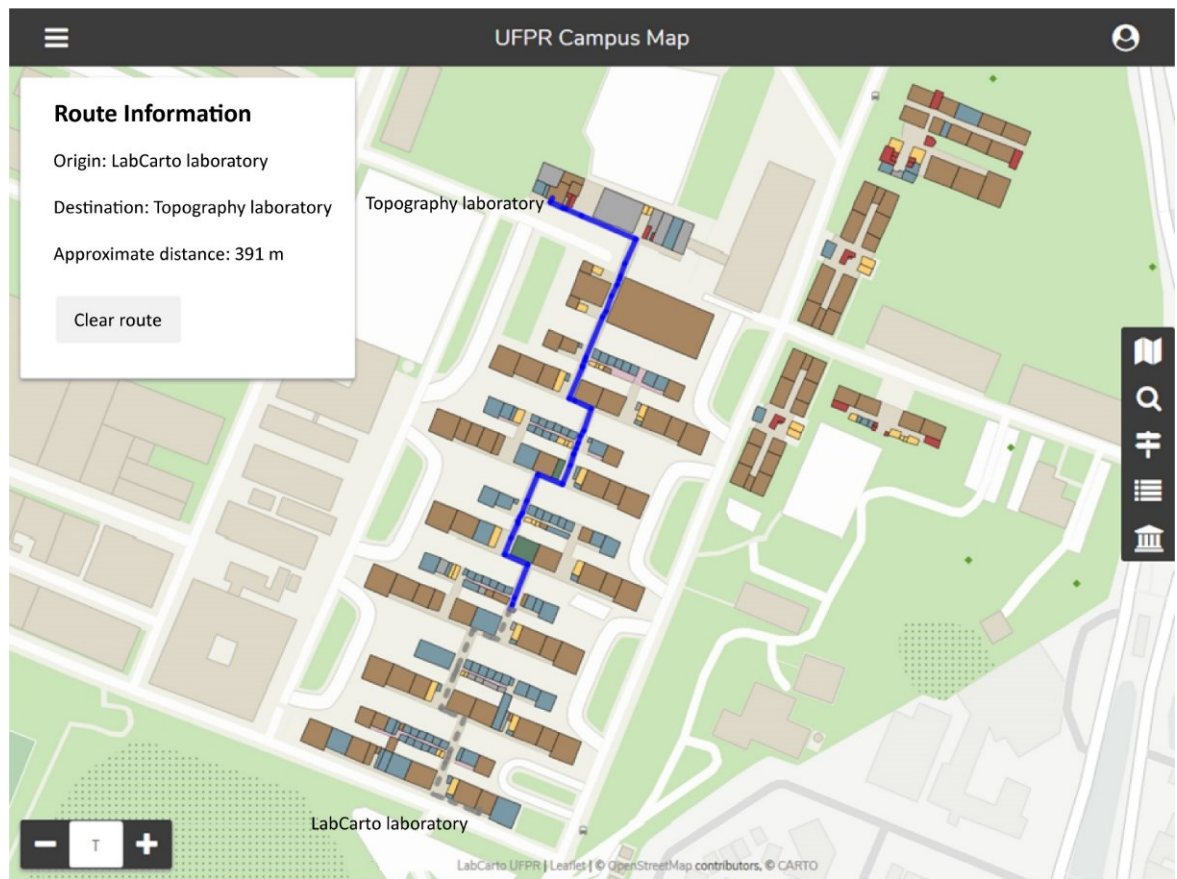 UFPR Campus Map
Route Information
Origin: LabCarto laboratory
Destination: Topography laboratory
Approximate distance: 391 m
Clear route
Topography laboratory
LabCarto laboratory
T
LabCarto UFPR | Leaflet | © OpenStreetMap contributors, © CARTO